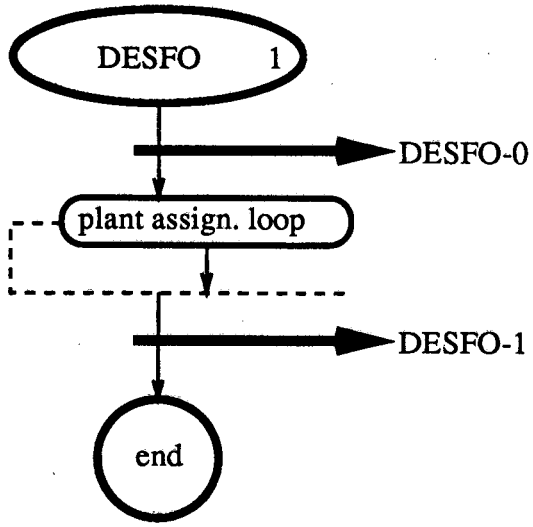 DESFO 1
DESFO-0
plant assign. loop
DESFO-1
end